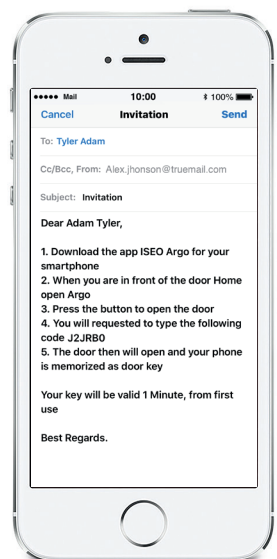 Mail 10:00 100%
Cancel Invitation Send
To: Tyler Adam
Cc/Bcc, From: Alex.jhonson@truemail.com
Subject: Invitation
Dear Adam Tyler,
1. Download the app ISEO Argo for your
smartphone
2. When you are in front of the door Home
open Argo
3. Press the button to open the door
4. You will requested to type the following
code J2JRB0
5. The door then will open and your phone
is memorized as door key
Your key will be valid 1 Minute, from first
use
Best Regards.